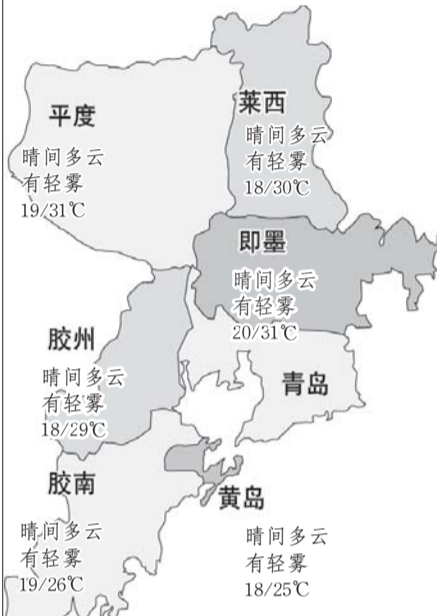 平度
晴间多云
有轻雾
19/31℃
莱西
晴间多云
有轻雾
18/30℃
即墨
晴间多云
有轻雾
20/31℃
胶州
晴间多云
有轻雾
18/29℃
青岛
胶南
晴间多云
有轻雾
19/26℃
黄岛
晴间多云
有轻雾
18/25℃